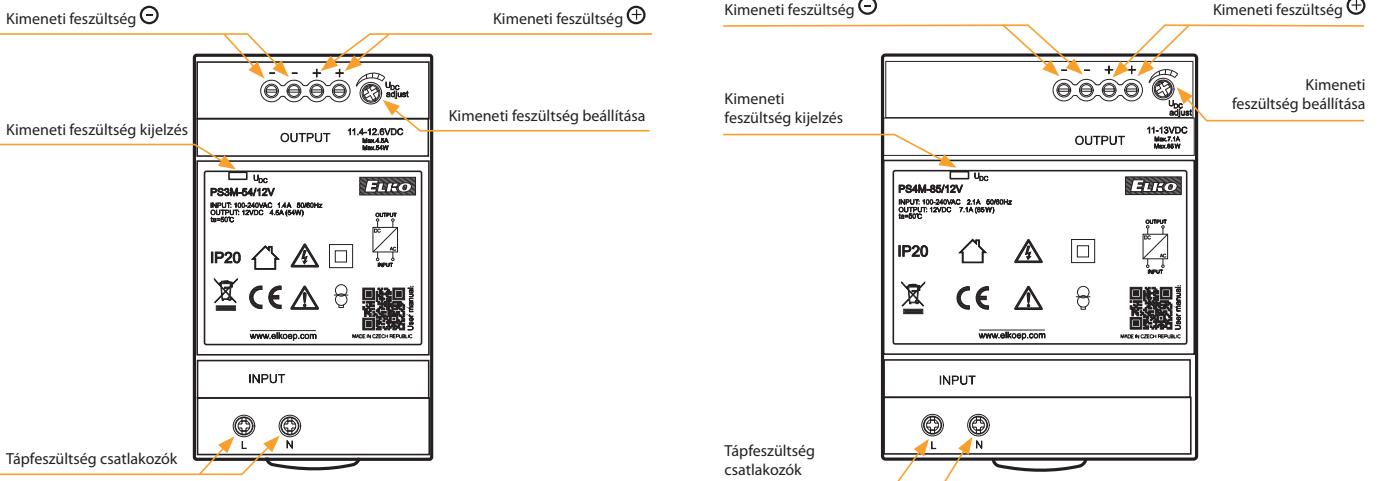 Kimeneti feszültség ⊖
Kimeneti feszültség ⊕
- - + +
UDC
adjust
Kimeneti feszültség beállítása
Kimeneti feszültség kijelzés
OUTPUT
11.4-12.6VDC
Max.4.5A
Max.54W
UDC
PS3M-54/12V
ELKO
INPUT: 100-240VAC 1.4A 50/60Hz
OUTPUT: 12VDC 4.5A (54W)
ta=50°C
OUTPUT
DC
AC
INPUT
IP20
CE
User manual:
www.elkoep.com
MADE IN CZECH REPUBLIC
INPUT
L
N
Tápfeszültség csatlakozók
Kimeneti feszültség ⊖
Kimeneti feszültség ⊕
- - + +
UDC
adjust
Kimeneti
feszültség beállítása
Kimeneti
feszültség kijelzés
OUTPUT
11-13VDC
Max.7.1A
Max.85W
UDC
PS4M-85/12V
ELKO
INPUT: 100-240VAC 2.1A 50/60Hz
OUTPUT: 12VDC 7.1A (85W)
ta=50°C
OUTPUT
DC
AC
INPUT
IP20
CE
User manual:
www.elkoep.com
MADE IN CZECH REPUBLIC
INPUT
L
N
Tápfeszültség
csatlakozók